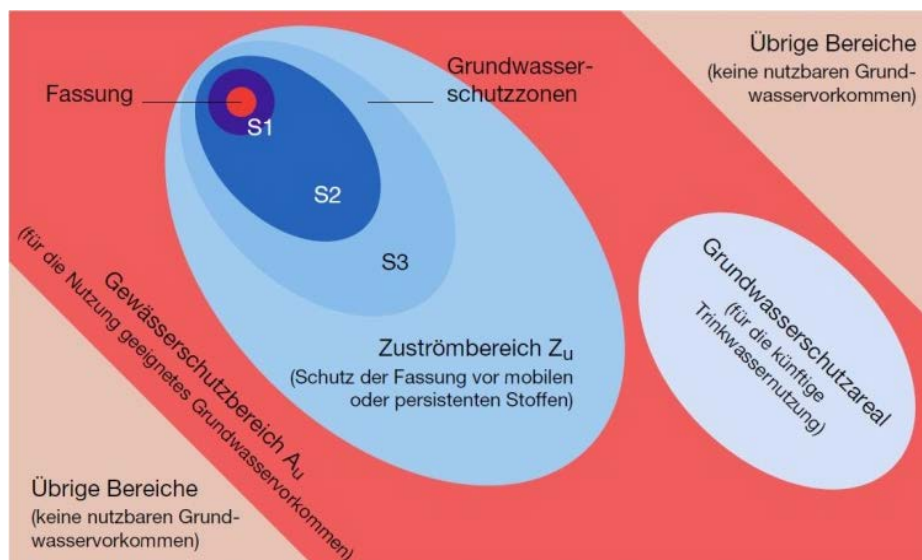 Übrige Bereiche
(keine nutzbaren Grund-
wasservorkommen)
Grundwasser-
schutzzonen
Fassung
S1
S2
S3
Zuströmbereich Zu
(Schutz der Fassung vor mobilen
oder persistenten Stoffen)
Grundwasserschutzareal
(für die künftige
Trinkwassernutzung)
Gewässerschutzbereich Au
(für die Nutzung geeignetes Grundwasservorkommen)
Übrige Bereiche
(keine nutzbaren Grund-
wasservorkommen)